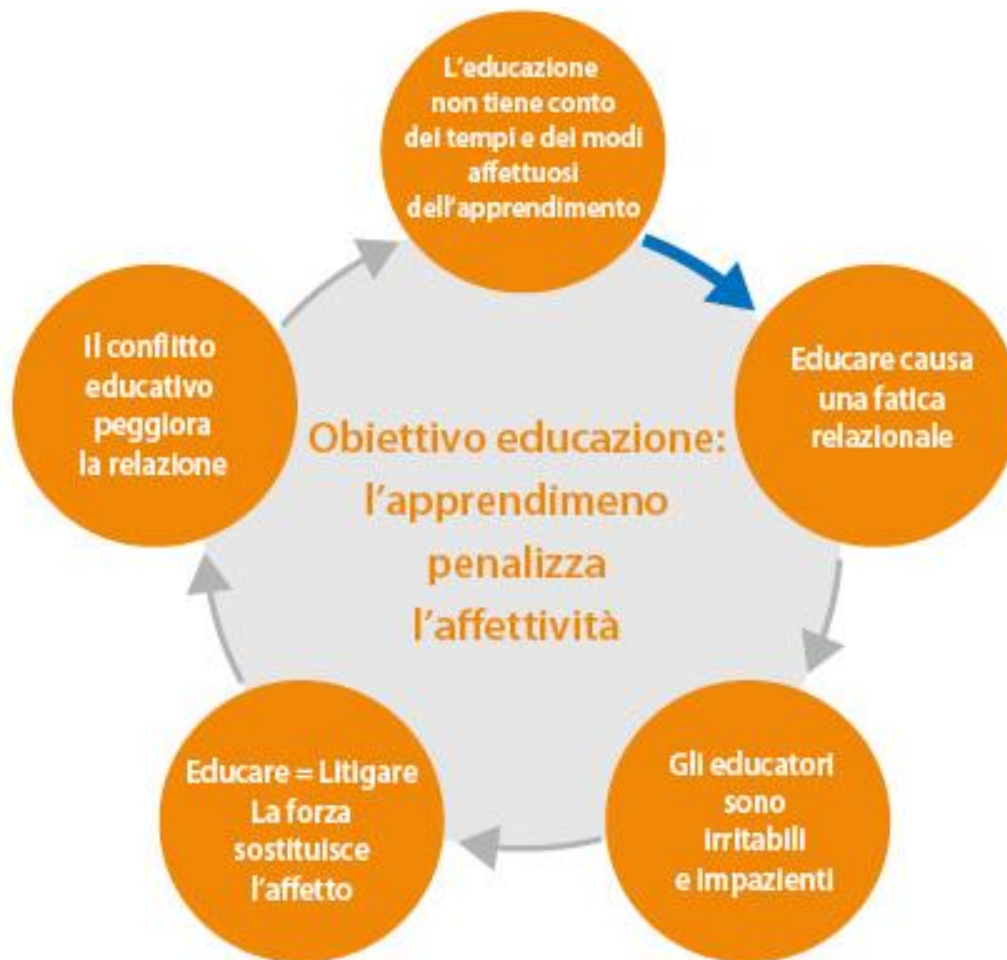 L'educazione
non tiene conto
dei tempi e dei modi
affettuosi
dell'apprendimento
Educare causa
una fatica
relazionale
Gli educatori
sono
irritabili
e impazienti
Educare = Litigare
La forza
sostituisce
l'affetto
Il conflitto
educativo
peggiora
la relazione
Obiettivo educazione:
l'apprendimeno
penalizza
l'affettività